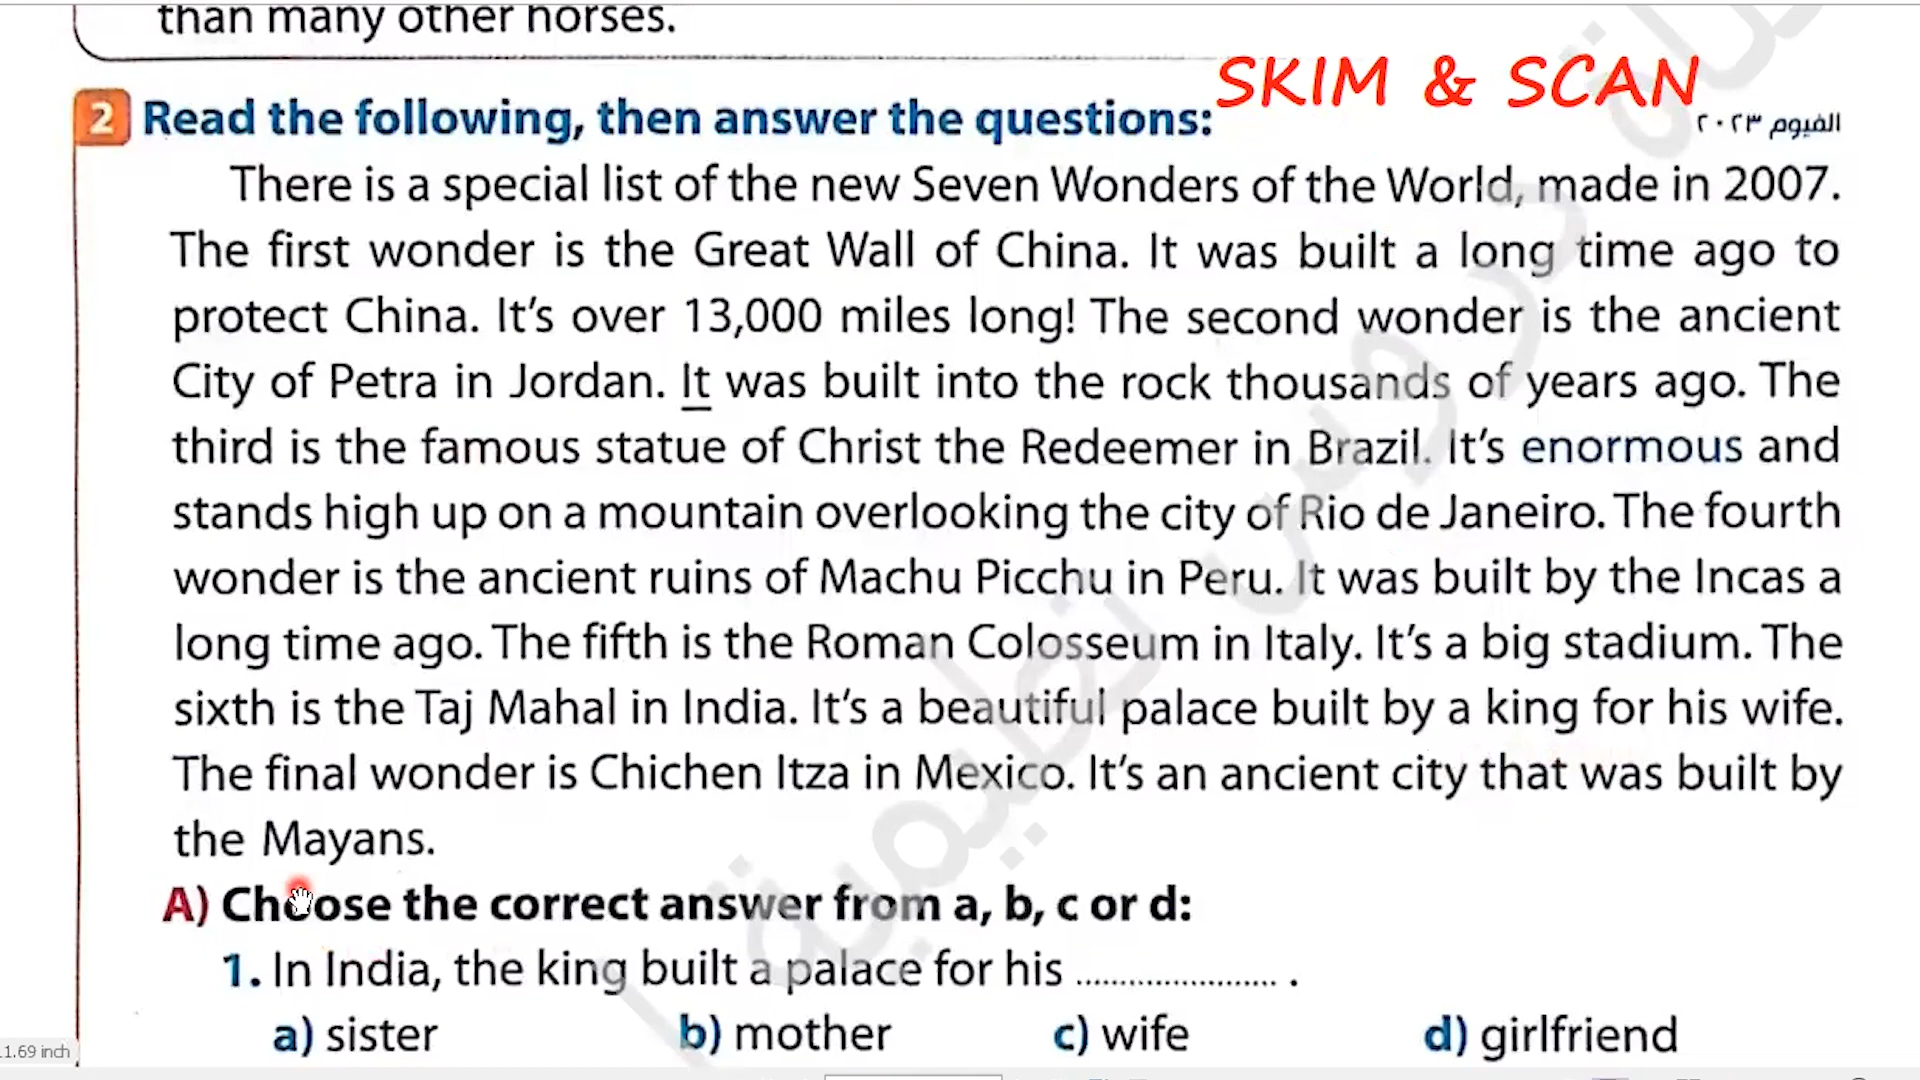 than many other horses.
SKIM & SCAN
2 Read the following, then answer the questions:
الفيوم ٢٠٢٣
There is a special list of the new Seven Wonders of the World, made in 2007.
The first wonder is the Great Wall of China. It was built a long time ago to
protect China. It's over 13,000 miles long! The second wonder is the ancient
City of Petra in Jordan. It was built into the rock thousands of years ago. The
third is the famous statue of Christ the Redeemer in Brazil. It's enormous and
stands high up on a mountain overlooking the city of Rio de Janeiro. The fourth
wonder is the ancient ruins of Machu Picchu in Peru. It was built by the Incas a
long time ago. The fifth is the Roman Colosseum in Italy. It's a big stadium. The
sixth is the Taj Mahal in India. It's a beautiful palace built by a king for his wife.
The final wonder is Chichen Itza in Mexico. It's an ancient city that was built by
the Mayans.
A) Choose the correct answer from a, b, c or d:
1. In India, the king built a palace for his ..................... .
a) sister b) mother c) wife d) girlfriend
1.69 inch
دروس تعليمية